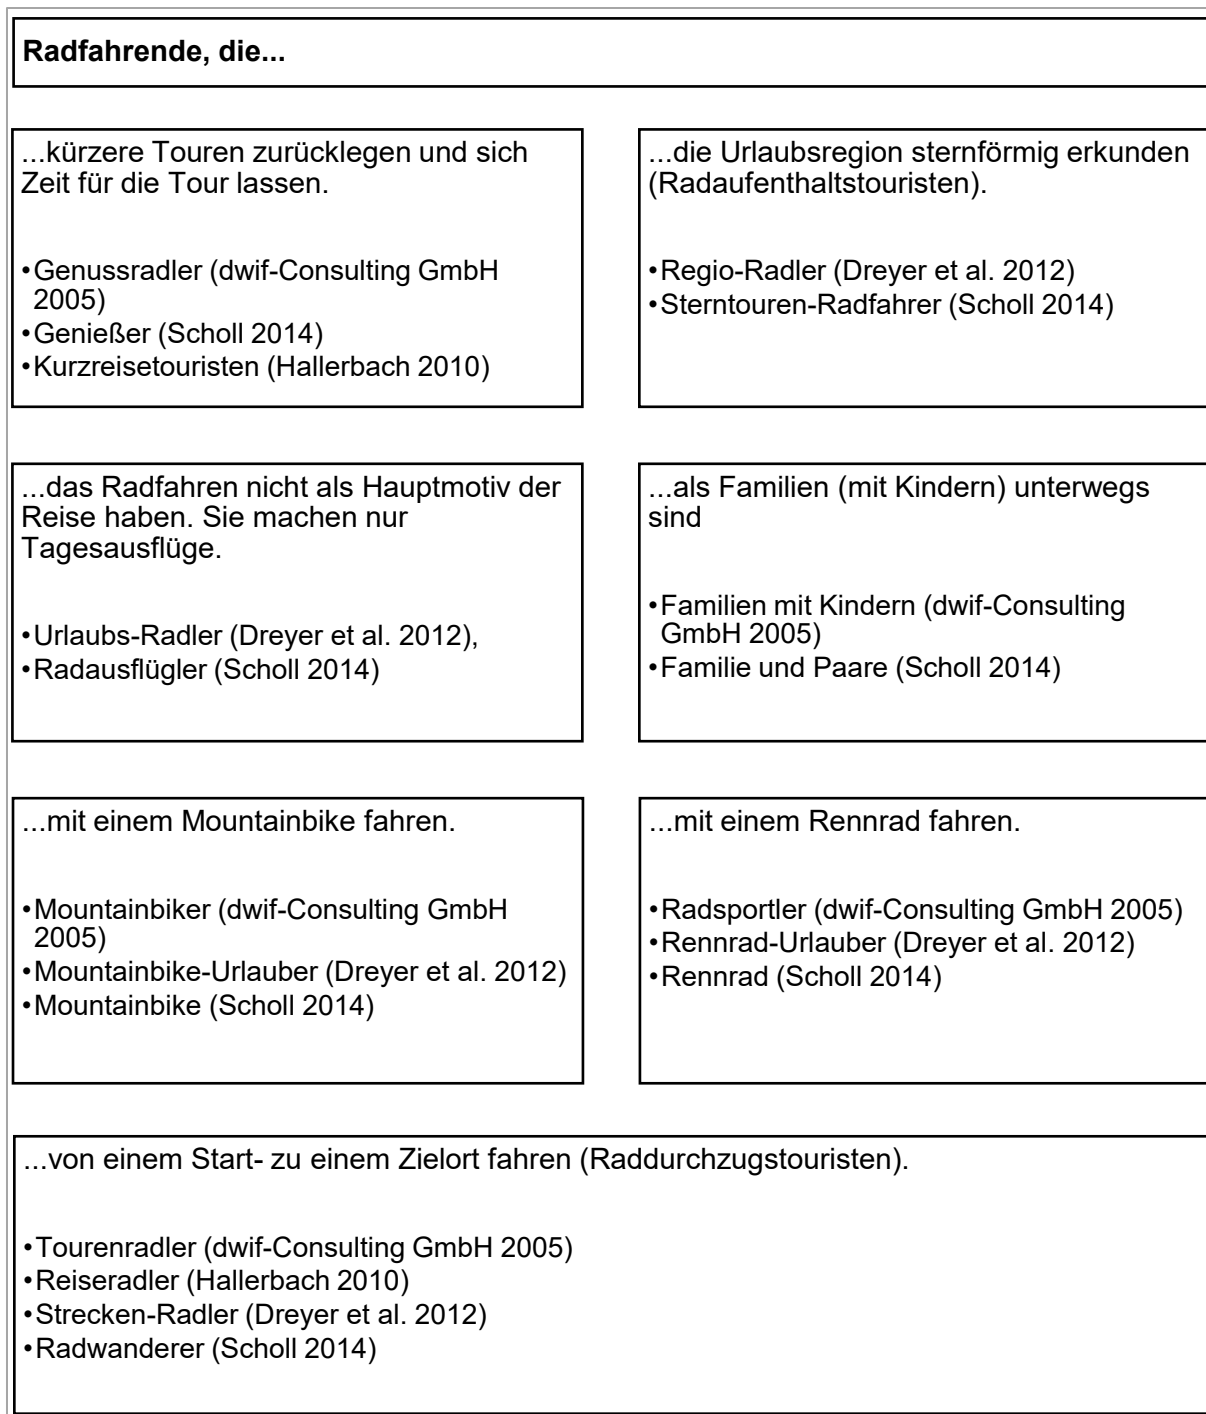 Radfahrende, die...
...kürzere Touren zurücklegen und sich
Zeit für die Tour lassen.
•Genussradler (dwif-Consulting GmbH
2005)
•Genießer (Scholl 2014)
•Kurzreisetouristen (Hallerbach 2010)
...die Urlaubsregion sternförmig erkunden
(Radaufenthaltstouristen).
•Regio-Radler (Dreyer et al. 2012)
•Sterntouren-Radfahrer (Scholl 2014)
...das Radfahren nicht als Hauptmotiv der
Reise haben. Sie machen nur
Tagesausflüge.
•Urlaubs-Radler (Dreyer et al. 2012),
•Radausflügler (Scholl 2014)
...als Familien (mit Kindern) unterwegs
sind
•Familien mit Kindern (dwif-Consulting
GmbH 2005)
•Familie und Paare (Scholl 2014)
...mit einem Mountainbike fahren.
•Mountainbiker (dwif-Consulting GmbH
2005)
•Mountainbike-Urlauber (Dreyer et al. 2012)
•Mountainbike (Scholl 2014)
...mit einem Rennrad fahren.
•Radsportler (dwif-Consulting GmbH 2005)
•Rennrad-Urlauber (Dreyer et al. 2012)
•Rennrad (Scholl 2014)
...von einem Start- zu einem Zielort fahren (Raddurchzugstouristen).
•Tourenradler (dwif-Consulting GmbH 2005)
•Reiseradler (Hallerbach 2010)
•Strecken-Radler (Dreyer et al. 2012)
•Radwanderer (Scholl 2014)